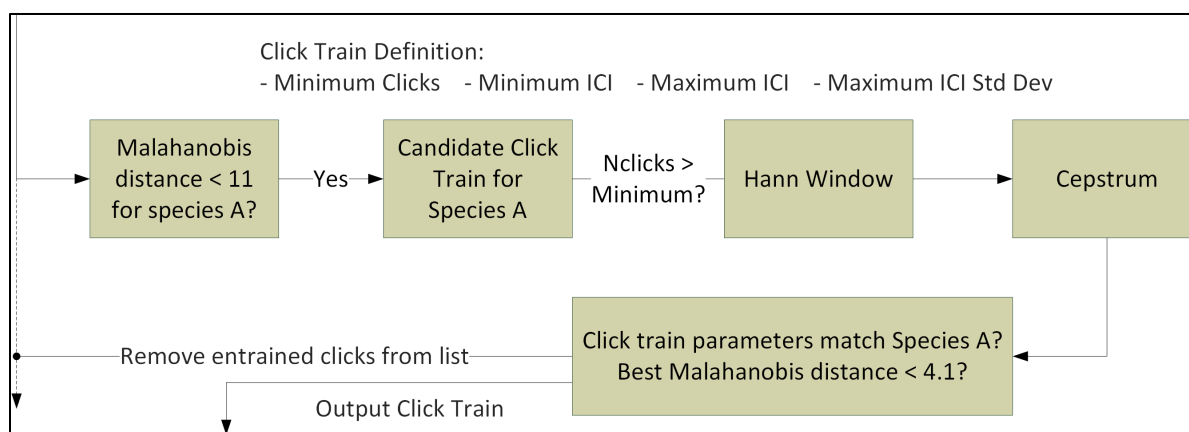 Click Train Definition:
- Minimum Clicks - Minimum ICI - Maximum ICI - Maximum ICI Std Dev
Malahanobis
distance < 11
for species A?
Yes
Candidate Click
Train for
Species A
Nclicks >
Minimum?
Hann Window
Cepstrum
Click train parameters match Species A?
Best Malahanobis distance < 4.1?
Remove entrained clicks from list
Output Click Train